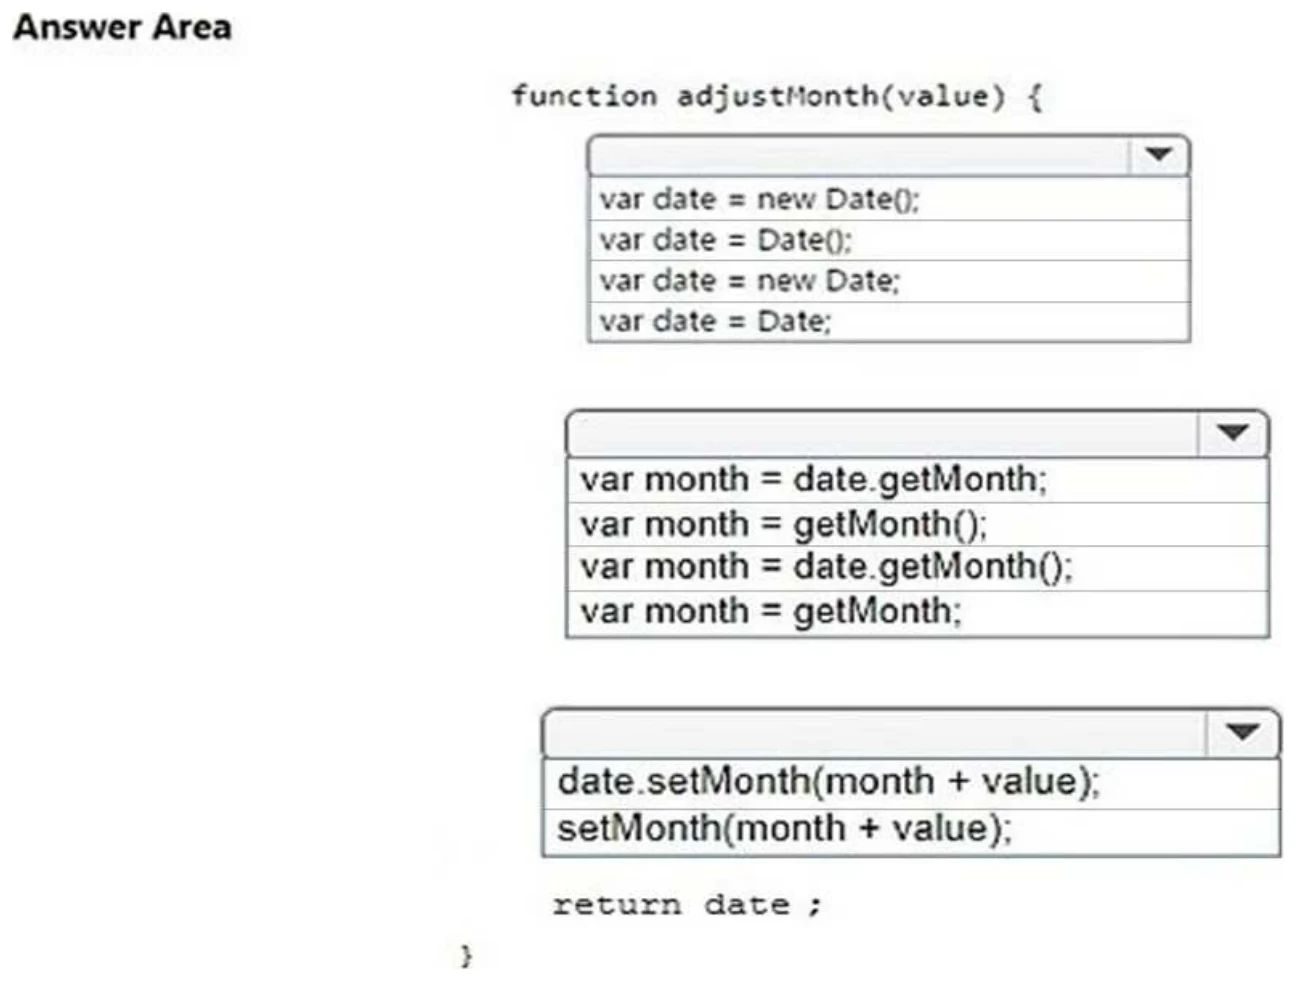 Answer Area
function adjustMonth(value) {
var date = new Date();
var date = Date();
var date = new Date;
var date = Date;
var month = date.getMonth;
var month = getMonth();
var month = date.getMonth();
var month = getMonth;
date.setMonth(month + value);
setMonth(month + value);
return date ;
}